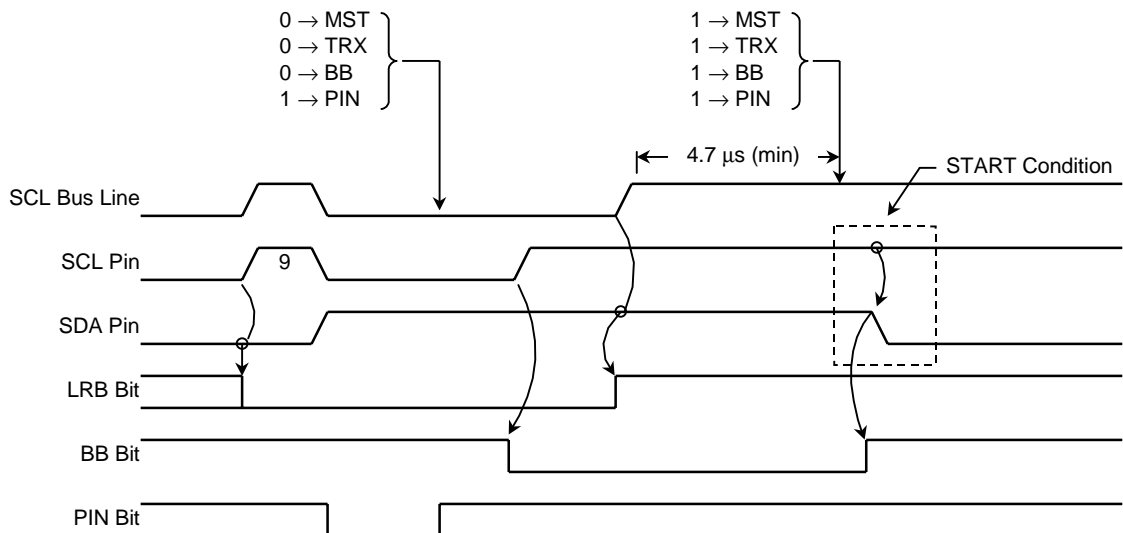 0 → MST
0 → TRX
0 → BB
1 → PIN
1 → MST
1 → TRX
1 → BB
1 → PIN
4.7 μs (min)
START Condition
SCL Bus Line
SCL Pin
9
SDA Pin
LRB Bit
BB Bit
PIN Bit